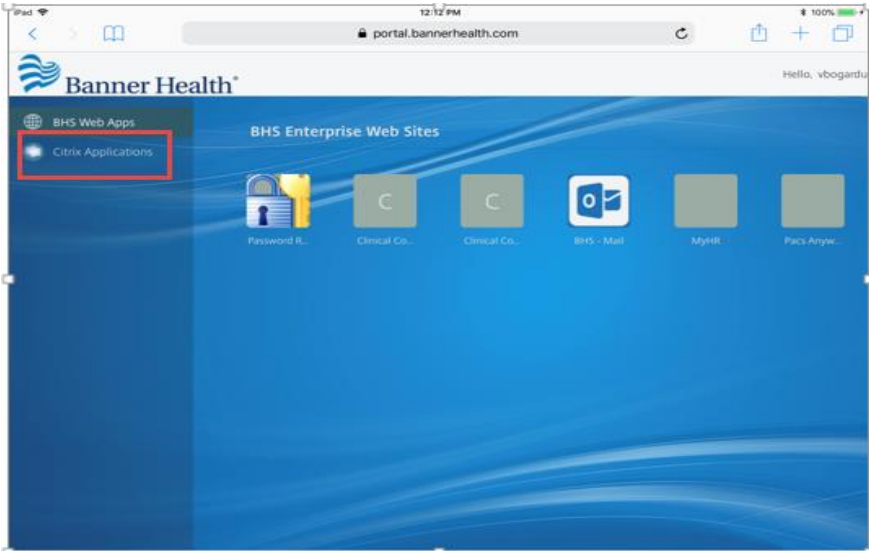 iPad 12:12 PM 100%
portal.bannerhealth.com
Banner Health®
Hello, vbogardu
BHS Web Apps
Citrix Applications
BHS Enterprise Web Sites
C C
Password R... Clinical Co... Clinical Co... BHS - Mail MyHR Pacs Anyw...